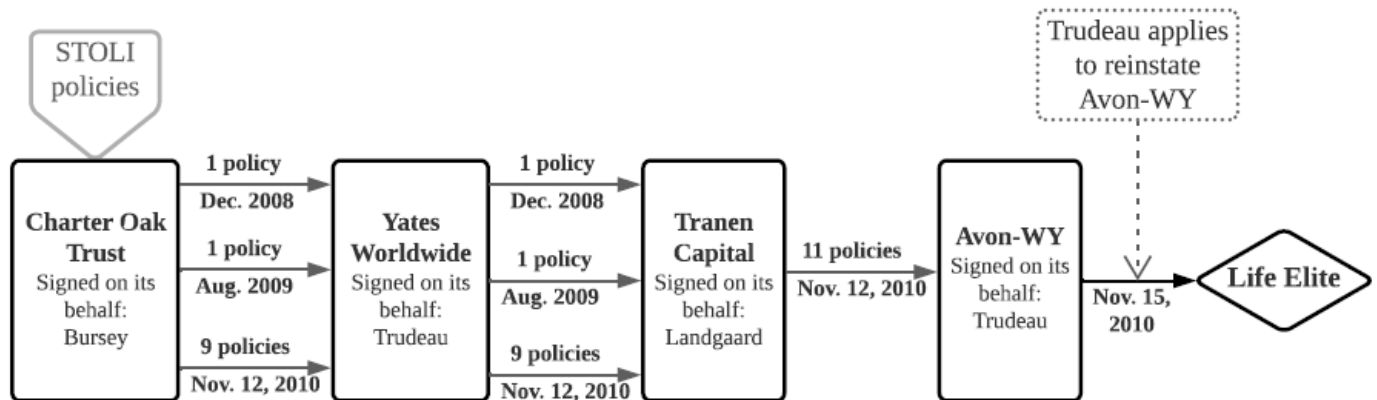 STOLI
policies
Trudeau applies
to reinstate
Avon-WY
Charter Oak
Trust
Signed on its
behalf:
Bursey
1 policy
Dec. 2008
1 policy
Aug. 2009
9 policies
Nov. 12, 2010
Yates
Worldwide
Signed on its
behalf:
Trudeau
1 policy
Dec. 2008
1 policy
Aug. 2009
9 policies
Nov. 12, 2010
Tranen
Capital
Signed on its
behalf:
Landgaard
11 policies
Nov. 12, 2010
Avon-WY
Signed on its
behalf:
Trudeau
Nov. 15,
2010
Life Elite